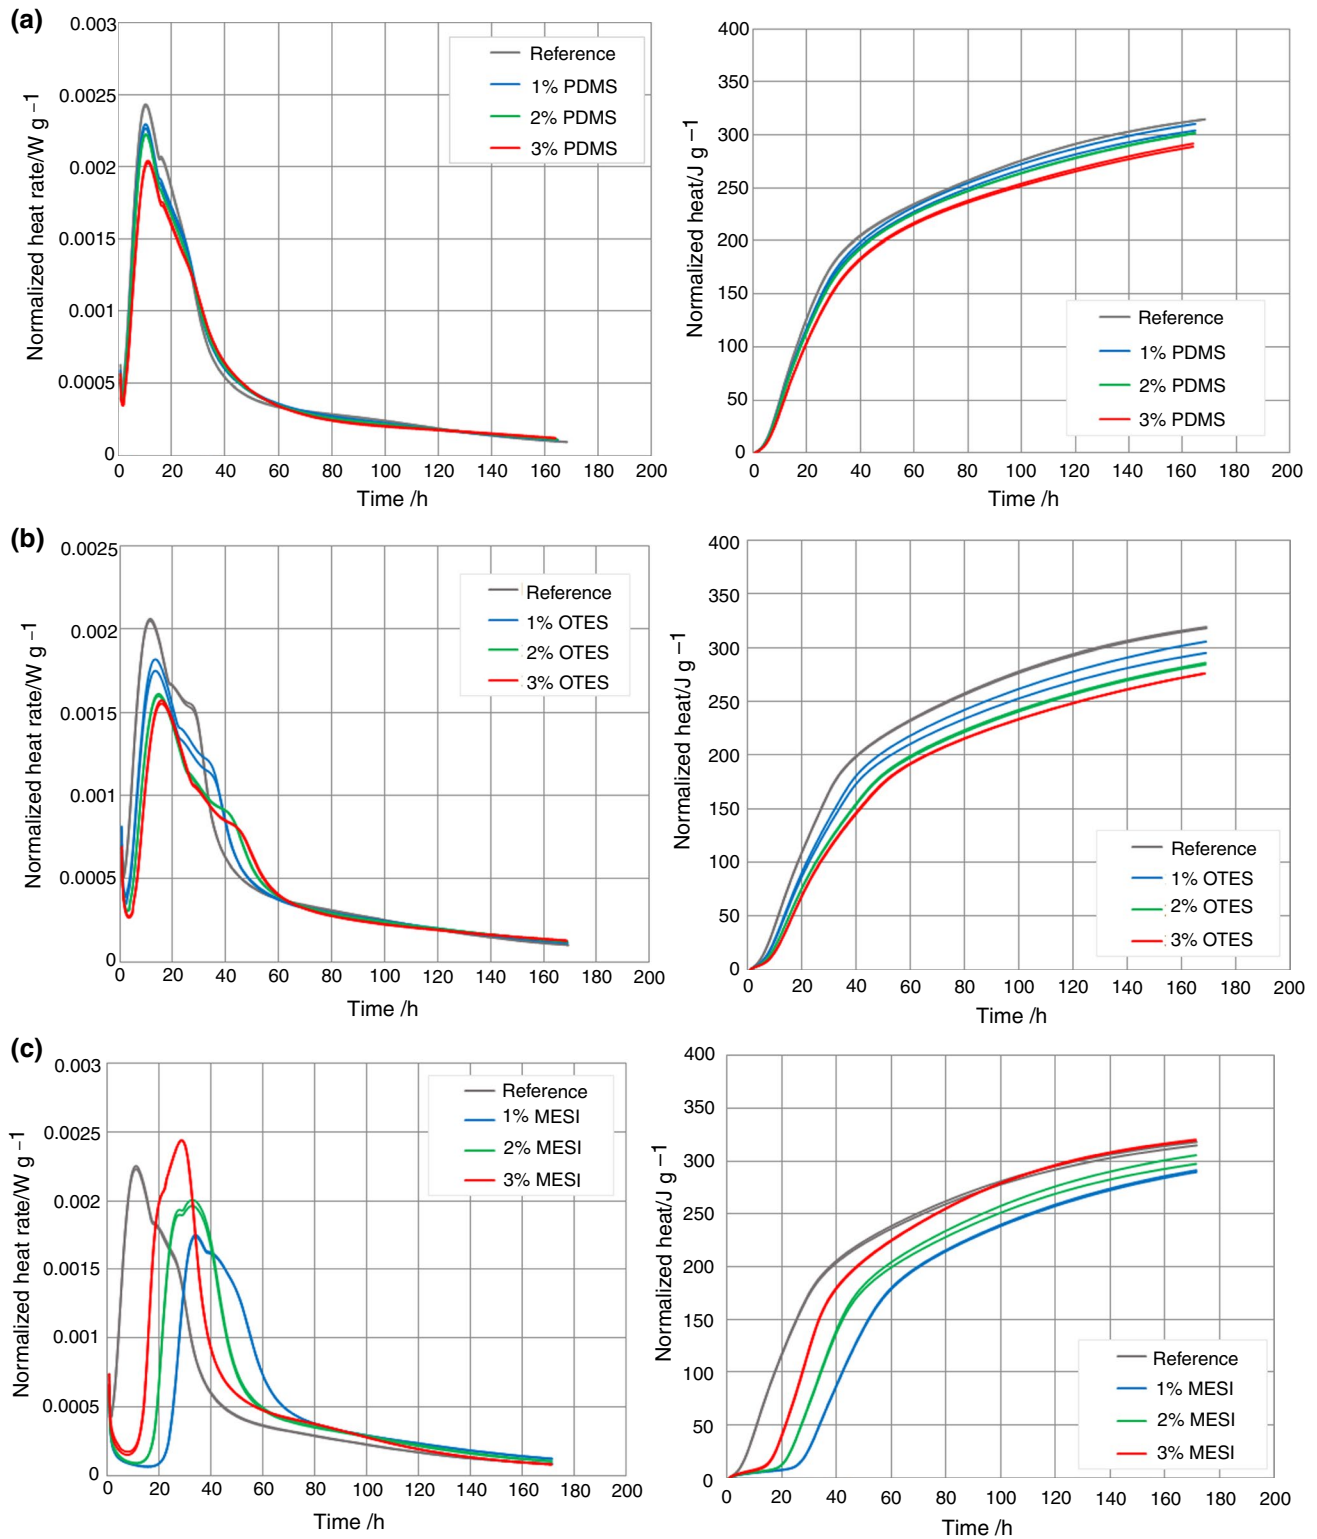 (a)
0.003
0.0025
0.002
0.0015
0.001
0.0005
0
Normalized heat rate/W g −1
0 20 40 60 80 100 120 140 160 180 200
Time /h
Reference
1% PDMS
2% PDMS
3% PDMS
400
350
300
250
200
150
100
50
0
Normalized heat/J g −1
0 20 40 60 80 100 120 140 160 180 200
Time /h
Reference
1% PDMS
2% PDMS
3% PDMS
(b)
0.0025
0.002
0.0015
0.001
0.0005
0
Normalized heat rate/W g −1
0 20 40 60 80 100 120 140 160 180 200
Time /h
Reference
1% OTES
2% OTES
3% OTES
400
350
300
250
200
150
100
50
0
Normalized heat/J g −1
0 20 40 60 80 100 120 140 160 180 200
Time /h
Reference
1% OTES
2% OTES
3% OTES
(c)
0.003
0.0025
0.002
0.0015
0.001
0.0005
0
Normalized heat rate/W g −1
0 20 40 60 80 100 120 140 160 180 200
Time /h
Reference
1% MESI
2% MESI
3% MESI
400
350
300
250
200
150
100
50
0
Normalized heat/J g −1
0 20 40 60 80 100 120 140 160 180 200
Time /h
Reference
1% MESI
2% MESI
3% MESI